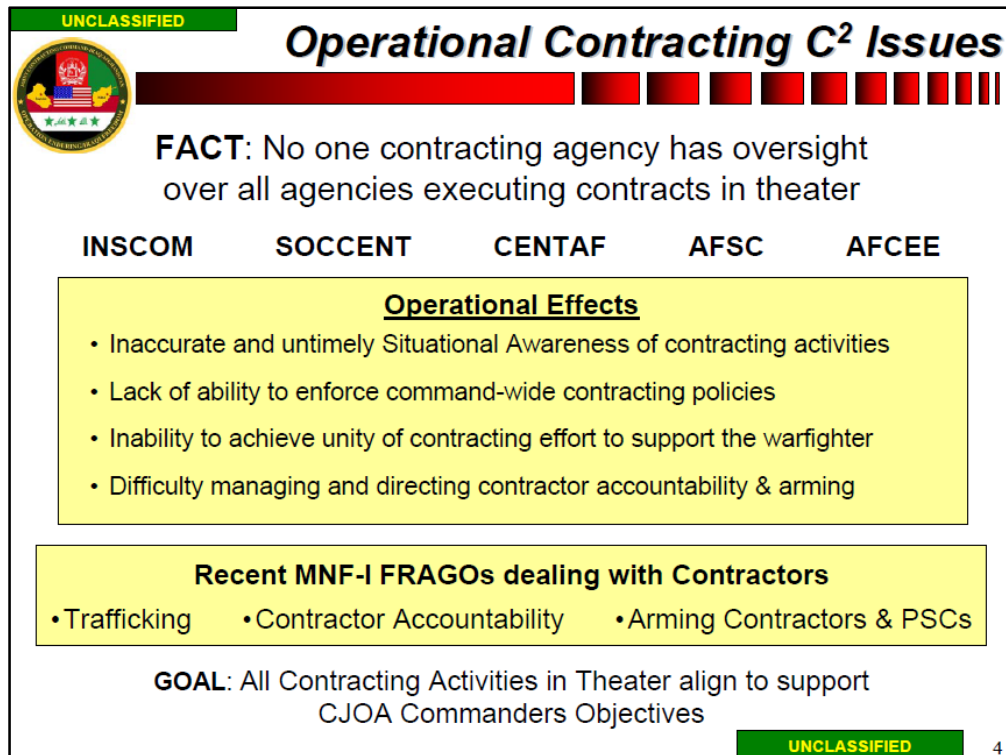 UNCLASSIFIED
Operational Contracting C² Issues
FACT: No one contracting agency has oversight
over all agencies executing contracts in theater
INSCOM SOCCENT CENTAF AFSC AFCEE
Operational Effects
• Inaccurate and untimely Situational Awareness of contracting activities
• Lack of ability to enforce command-wide contracting policies
• Inability to achieve unity of contracting effort to support the warfighter
• Difficulty managing and directing contractor accountability & arming
Recent MNF-I FRAGOs dealing with Contractors
•Trafficking •Contractor Accountability •Arming Contractors & PSCs
GOAL: All Contracting Activities in Theater align to support
CJOA Commanders Objectives
UNCLASSIFIED
4